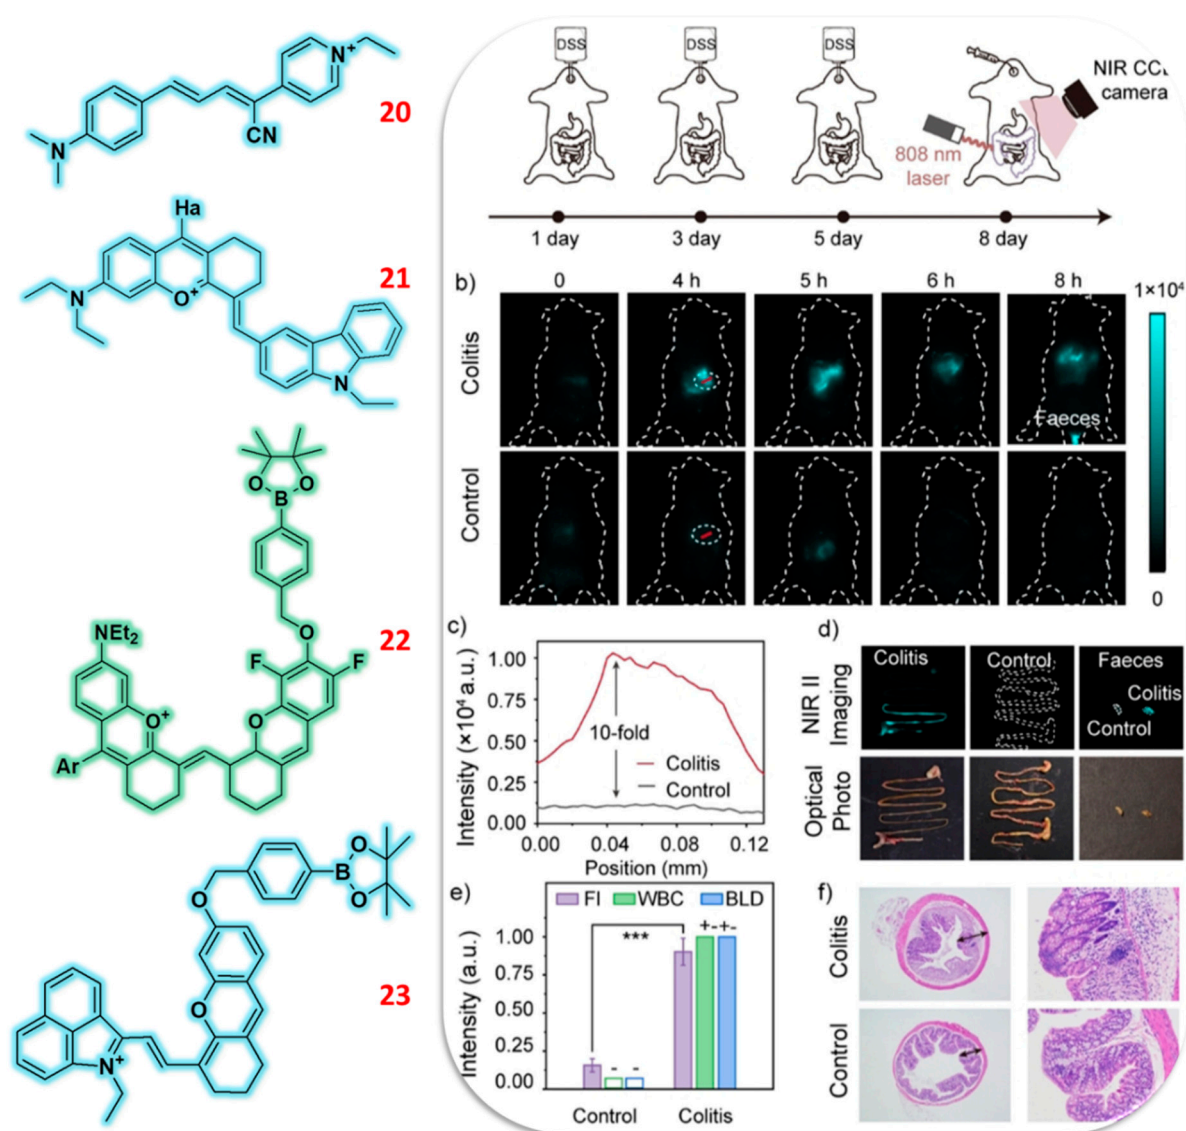 N⁺
CN
N
20
Ha
N
O⁺
N
21
O
O
B
O
NEt₂
F
F
O⁺
O
Ar
22
O
B
O
O
O
N⁺
23
DSS
DSS
DSS
NIR CCL
camera
808 nm
laser
1 day
3 day
5 day
8 day
b)
0
4 h
5 h
6 h
8 h
1×10⁴
Colitis
Faeces
Control
0
c)
Intensity (×10⁴ a.u.)
1.00
0.75
0.50
0.25
0.00
10-fold
Colitis
Control
0.00
0.04
0.08
0.12
Position (mm)
d)
NIR II
Imaging
Colitis
Control
Faeces
Colitis
Control
Optical
Photo
e)
FI
WBC
BLD
Intensity (a.u.)
1.00
0.75
0.50
0.25
0.00
***
+-+-
-
-
Control
Colitis
f)
Colitis
Control